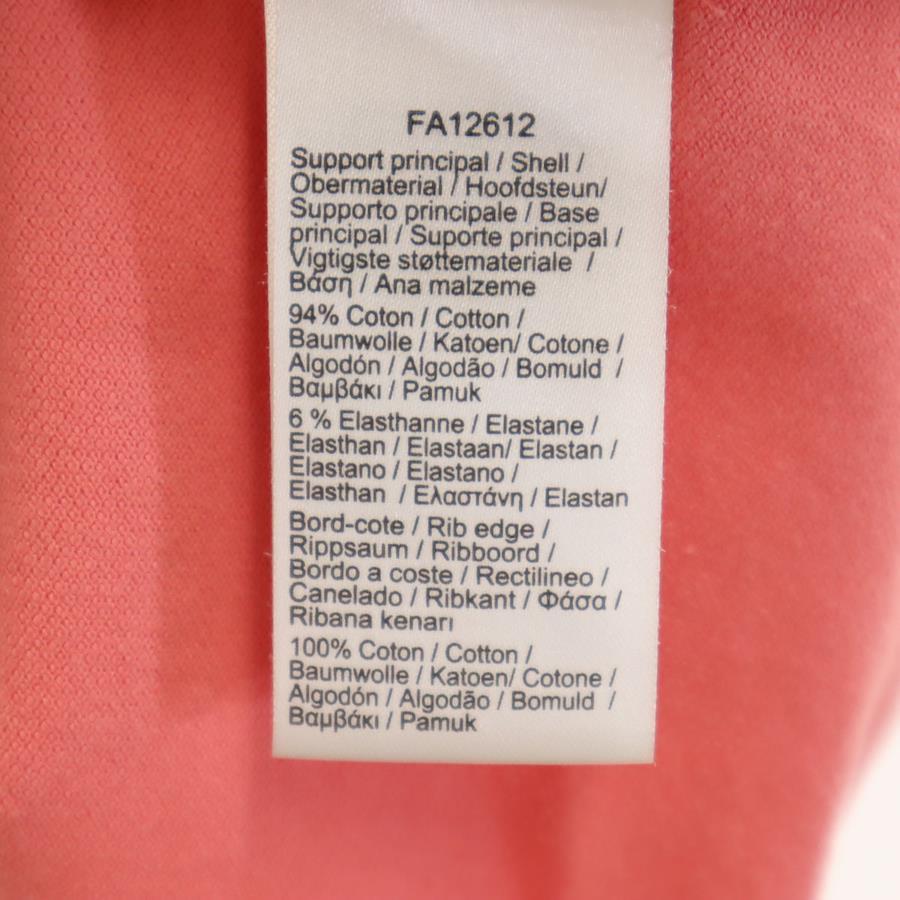 FA12612
Support principal / Shell /
Obermaterial / Hoofdsteun/
Supporto principale / Base
principal / Suporte principal /
Vigtigste støttemateriale /
Βάση / Ana malzeme
94% Coton / Cotton /
Baumwolle / Katoen/ Cotone /
Algodón / Algodão / Bomuld /
Βαμβάκι / Pamuk
6 % Elasthanne / Elastane /
Elasthan / Elastaan/ Elastan /
Elastano / Elastano /
Elasthan / Ελαστάνη / Elastan
Bord-cote / Rib edge /
Rippsaum / Ribboord /
Bordo a coste / Rectilineo /
Canelado / Ribkant / Φάσα /
Ribana kenarı
100% Coton / Cotton /
Baumwolle / Katoen/ Cotone /
Algodón / Algodão / Bomuld /
Βαμβάκι / Pamuk